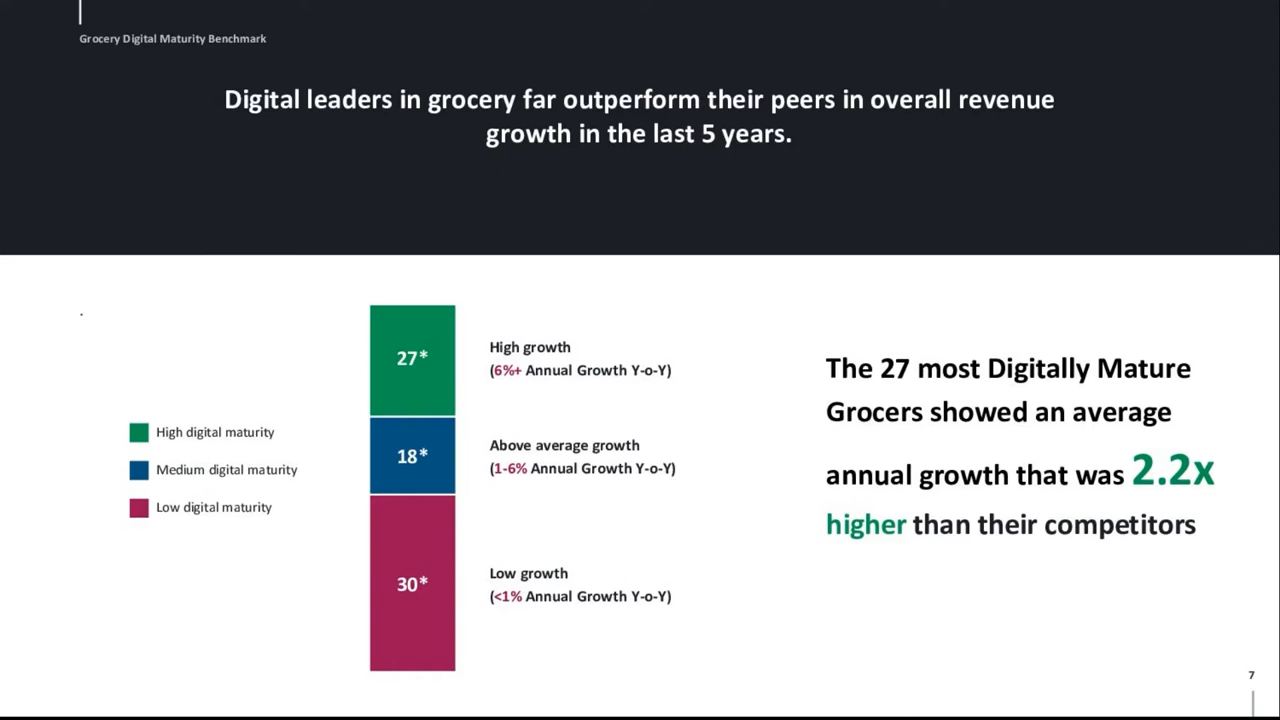 Grocery Digital Maturity Benchmark
Digital leaders in grocery far outperform their peers in overall revenue
growth in the last 5 years.
.
High digital maturity
Medium digital maturity
Low digital maturity
27*
18*
30*
High growth
(6%+ Annual Growth Y-o-Y)
Above average growth
(1-6% Annual Growth Y-o-Y)
Low growth
(<1% Annual Growth Y-o-Y)
The 27 most Digitally Mature
Grocers showed an average
annual growth that was 2.2x
higher than their competitors
7